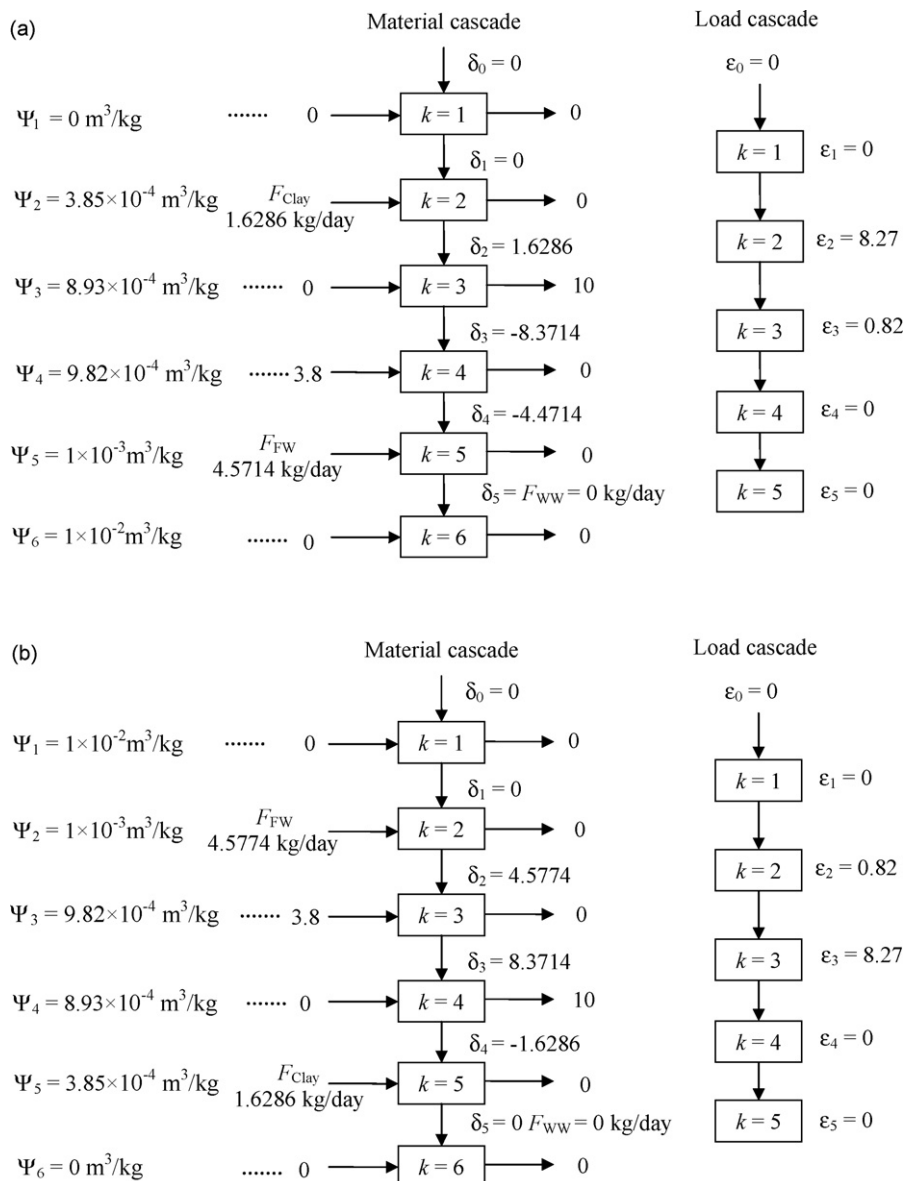 (a)
Material cascade
Load cascade
δ0 = 0
ε0 = 0
Ψ1 = 0 m³/kg ....... 0 k = 1 0
k = 1 ε1 = 0
δ1 = 0
Ψ2 = 3.85×10⁻⁴ m³/kg FClay 1.6286 kg/day k = 2 0
k = 2 ε2 = 8.27
δ2 = 1.6286
Ψ3 = 8.93×10⁻⁴ m³/kg ....... 0 k = 3 10
k = 3 ε3 = 0.82
δ3 = -8.3714
Ψ4 = 9.82×10⁻⁴ m³/kg ....... 3.8 k = 4 0
k = 4 ε4 = 0
δ4 = -4.4714
Ψ5 = 1×10⁻³m³/kg FFW 4.5714 kg/day k = 5 0
k = 5 ε5 = 0
δ5 = FWW = 0 kg/day
Ψ6 = 1×10⁻²m³/kg ....... 0 k = 6 0
(b)
Material cascade
Load cascade
δ0 = 0
ε0 = 0
Ψ1 = 1×10⁻²m³/kg ....... 0 k = 1 0
k = 1 ε1 = 0
δ1 = 0
Ψ2 = 1×10⁻³m³/kg FFW 4.5774 kg/day k = 2 0
k = 2 ε2 = 0.82
δ2 = 4.5774
Ψ3 = 9.82×10⁻⁴ m³/kg ....... 3.8 k = 3 0
k = 3 ε3 = 8.27
δ3 = 8.3714
Ψ4 = 8.93×10⁻⁴ m³/kg ....... 0 k = 4 10
k = 4 ε4 = 0
δ4 = -1.6286
Ψ5 = 3.85×10⁻⁴ m³/kg FClay 1.6286 kg/day k = 5 0
k = 5 ε5 = 0
δ5 = 0 FWW = 0 kg/day
Ψ6 = 0 m³/kg ....... 0 k = 6 0